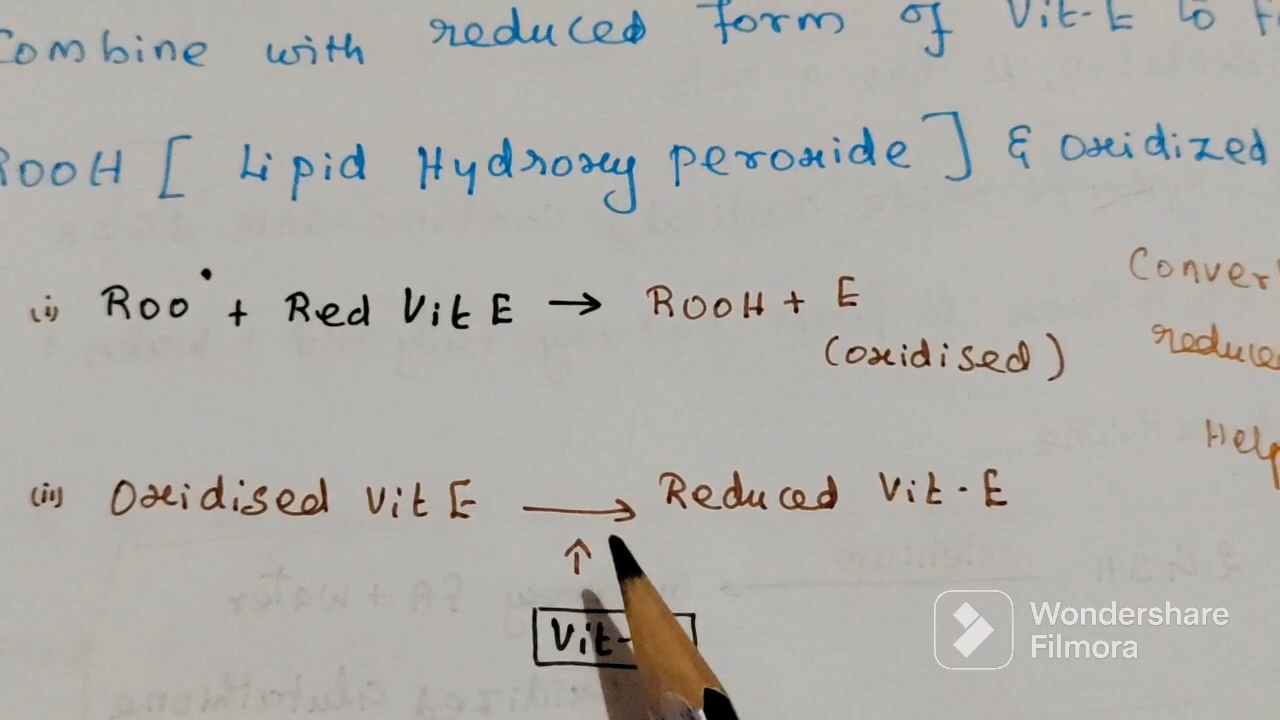 Combine with reduced form of Vit-E to
ROOH [ Lipid Hydroxy peroxide ] & oxidized
(i) ROO• + Red Vit E → ROOH + E
(oxidised)
Conver
reduce
Help
(ii) Oxidised Vit E → Reduced Vit-E
↑
Vit-
Wondershare
Filmora